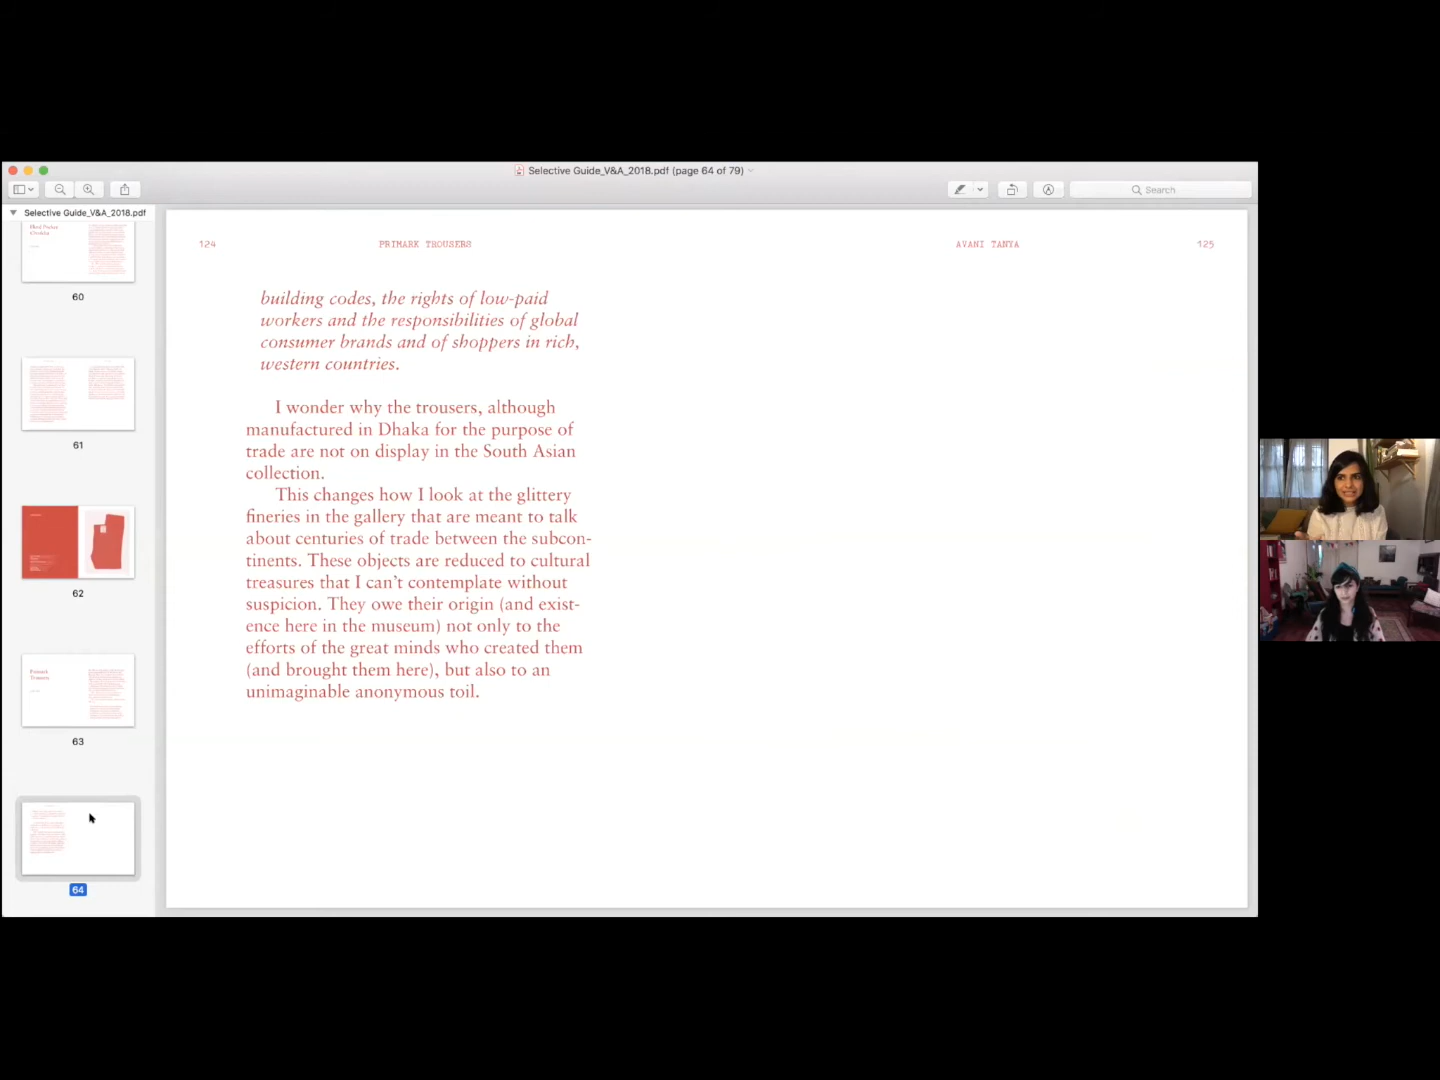 Selective Guide_V&A_2018.pdf (page 64 of 79)
Search
Selective Guide_V&A_2018.pdf
60
61
62
63
64
124
PRIMARK TROUSERS
AVANI TANYA
125
building codes, the rights of low-paid
workers and the responsibilities of global
consumer brands and of shoppers in rich,
western countries.
I wonder why the trousers, although
manufactured in Dhaka for the purpose of
trade are not on display in the South Asian
collection.
This changes how I look at the glittery
fineries in the gallery that are meant to talk
about centuries of trade between the subcon-
tinents. These objects are reduced to cultural
treasures that I can't contemplate without
suspicion. They owe their origin (and exist-
ence here in the museum) not only to the
efforts of the great minds who created them
(and brought them here), but also to an
unimaginable anonymous toil.